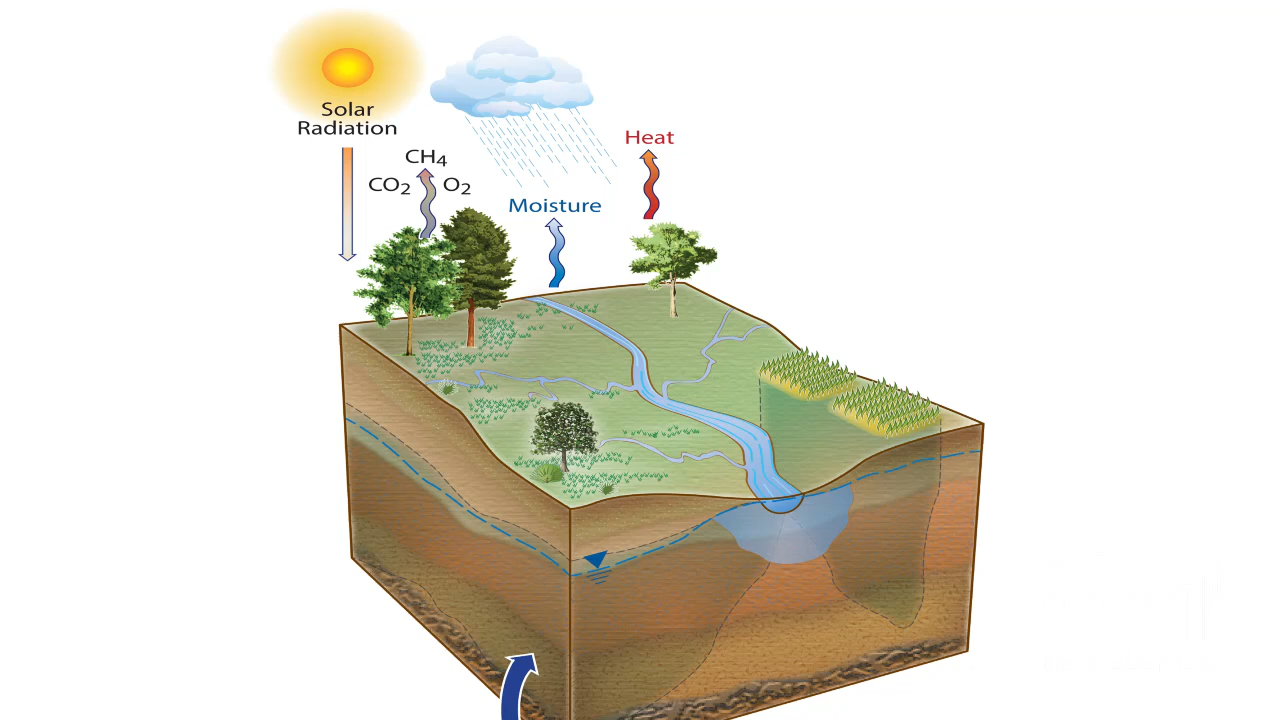 Solar
Radiation
CH4
CO2
O2
Moisture
Heat